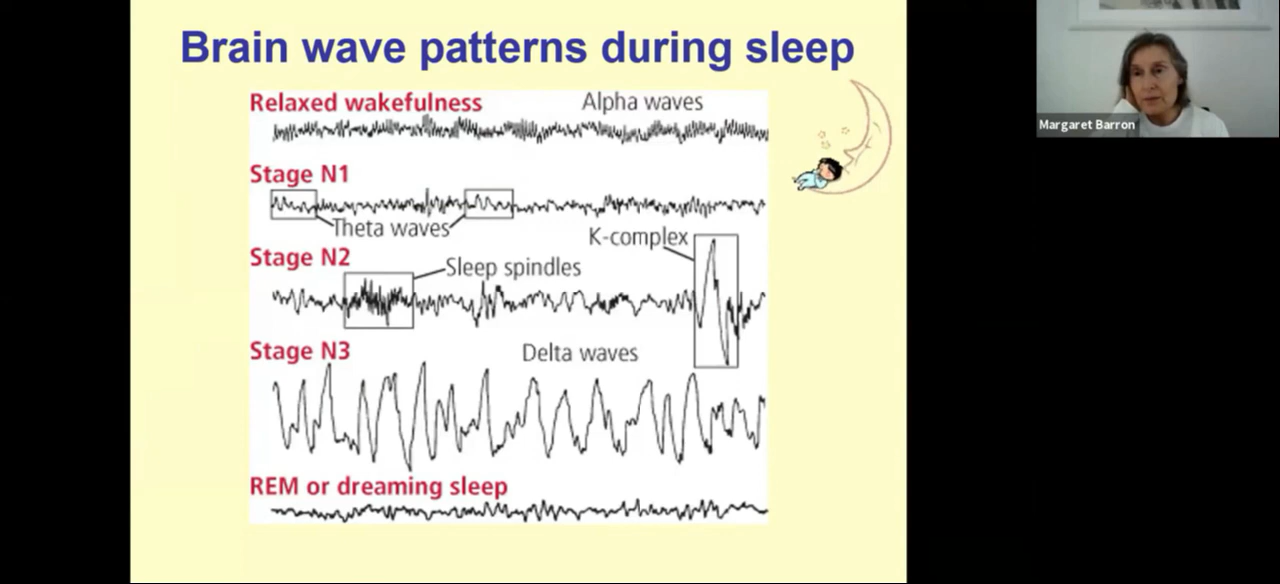 Brain wave patterns during sleep
Relaxed wakefulness
Alpha waves
Stage N1
Theta waves
K-complex
Stage N2
Sleep spindles
Stage N3
Delta waves
REM or dreaming sleep
Margaret Barron